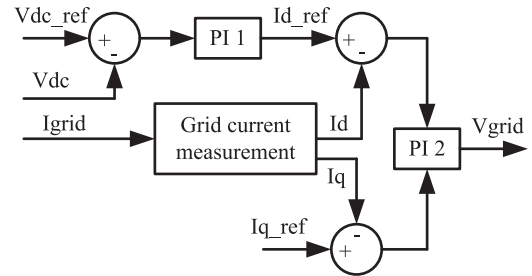 Vdc_ref
Id_ref
+
-
PI 1
+
-
Vdc
Igrid
Grid current
measurement
Id
Iq
PI 2
Vgrid
Iq_ref
-
+